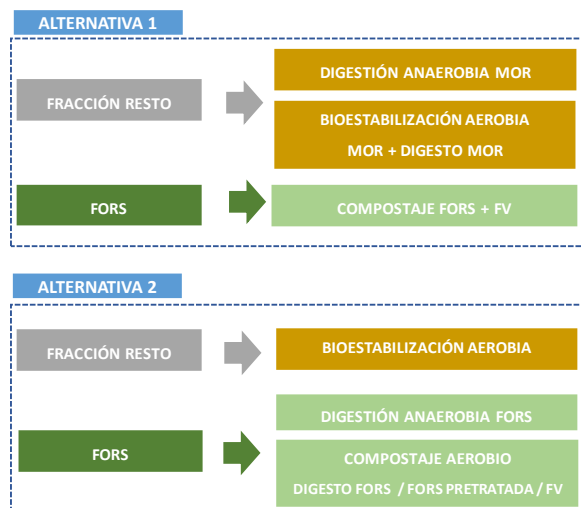 ALTERNATIVA 1
FRACCIÓN RESTO
DIGESTIÓN ANAEROBIA MOR
BIOESTABILIZACIÓN AEROBIA
MOR + DIGESTO MOR
FORS
COMPOSTAJE FORS + FV
ALTERNATIVA 2
FRACCIÓN RESTO
BIOESTABILIZACIÓN AEROBIA
FORS
DIGESTIÓN ANAEROBIA FORS
COMPOSTAJE AEROBIO
DIGESTO FORS / FORS PRETRATADA / FV